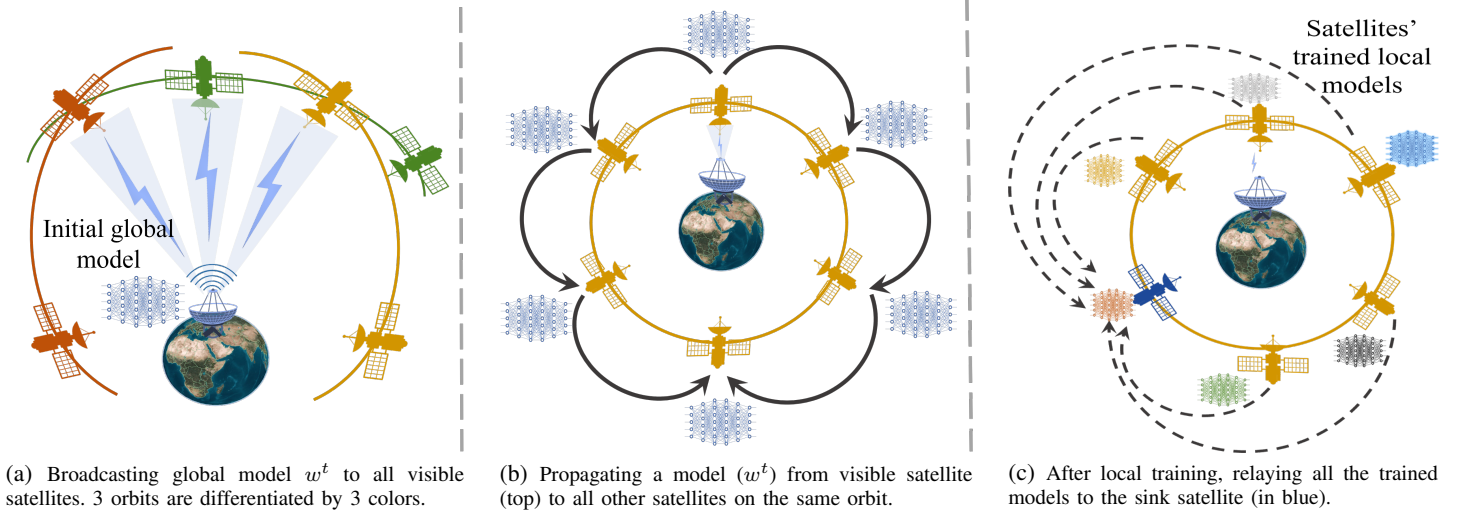 Initial global
model
(a) Broadcasting global model w^t to all visible
satellites. 3 orbits are differentiated by 3 colors.
(b) Propagating a model (w^t) from visible satellite
(top) to all other satellites on the same orbit.
Satellites'
trained local
models
(c) After local training, relaying all the trained
models to the sink satellite (in blue).